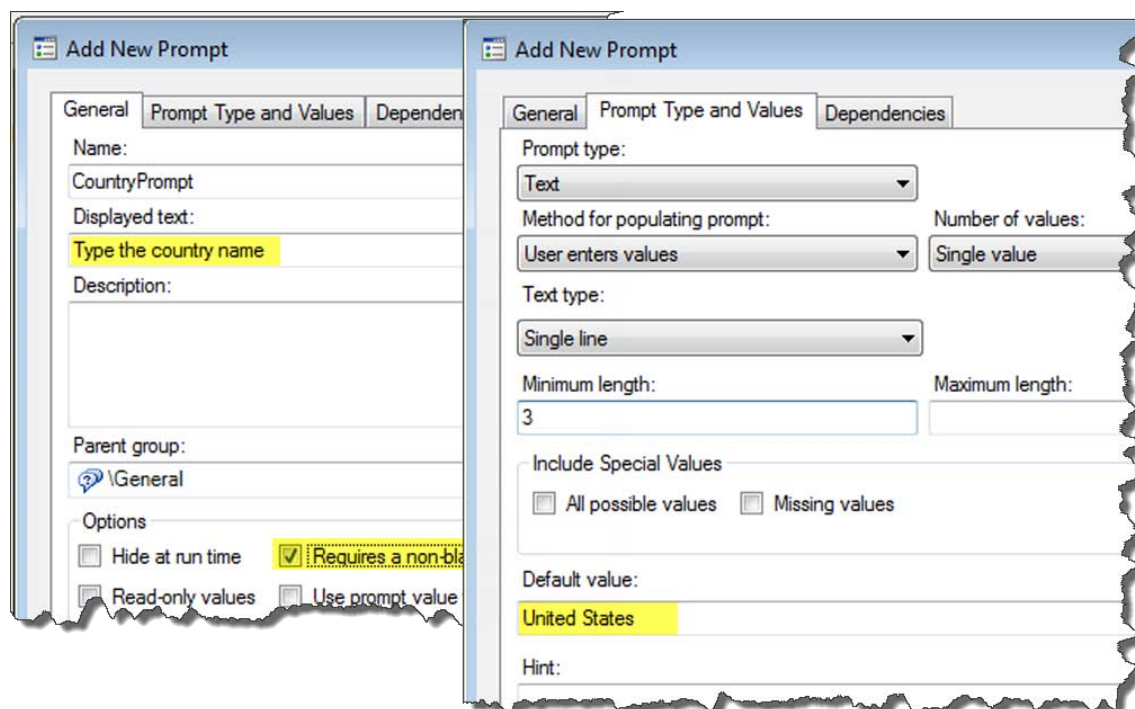 Add New Prompt
General Prompt Type and Values Dependen
Name:
CountryPrompt
Displayed text:
Type the country name
Description:
Parent group:
\General
Options
Hide at run time Requires a non-bla
Read-only values Use prompt value
Add New Prompt
General Prompt Type and Values Dependencies
Prompt type:
Text
Method for populating prompt: Number of values:
User enters values Single value
Text type:
Single line
Minimum length: Maximum length:
3
Include Special Values
All possible values Missing values
Default value:
United States
Hint: